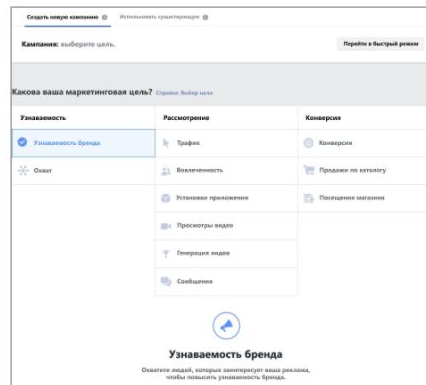 Создать новую кампанию
Использовать существующую
Кампания: выберите цель.
Перейти в быстрый режим
Какова ваша маркетинговая цель? Справка: Выбор цели
Узнаваемость
Рассмотрение
Конверсия
Узнаваемость бренда
Трафик
Конверсии
Охват
Вовлеченность
Продажи по каталогу
Установки приложения
Посещения магазина
Просмотры видео
Генерация лидов
Сообщения
Узнаваемость бренда
Охватите людей, которых заинтересует ваша реклама,
чтобы повысить узнаваемость бренда.